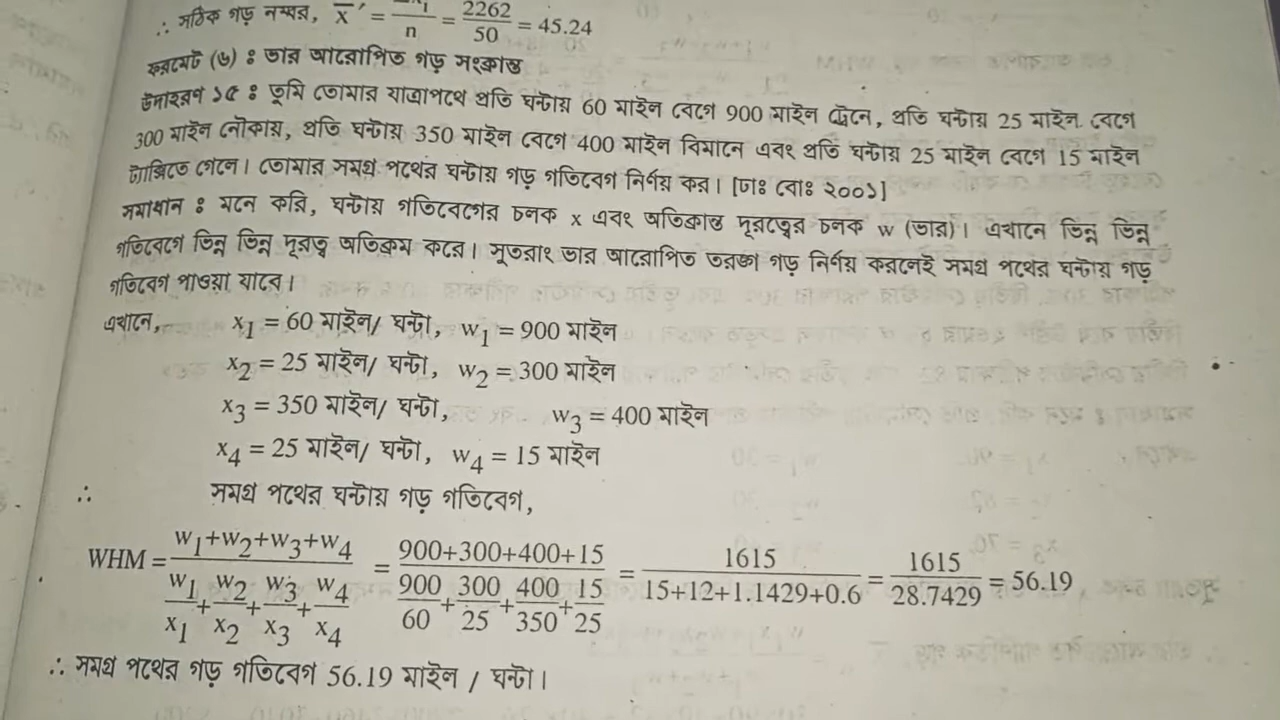 ∴ সঠিক গড় নম্বর, x̄′ = / n = 2262 / 50 = 45.24
ফরমেট (৬) : ভার আরোপিত গড় সংক্রান্ত
উদাহরণ ১৫ : তুমি তোমার যাত্রাপথে প্রতি ঘন্টায় 60 মাইল বেগে 900 মাইল ট্রেনে, প্রতি ঘন্টায় 25 মাইল বেগে
300 মাইল নৌকায়, প্রতি ঘন্টায় 350 মাইল বেগে 400 মাইল বিমানে এবং প্রতি ঘন্টায় 25 মাইল বেগে 15 মাইল
ট্যাক্সিতে গেলে। তোমার সমগ্র পথের ঘন্টায় গড় গতিবেগ নির্ণয় কর। [ঢাঃ বোঃ ২০০১]
সমাধান : মনে করি, ঘন্টায় গতিবেগের চলক x এবং অতিক্রান্ত দূরত্বের চলক w (ভার)। এখানে ভিন্ন ভিন্ন
গতিবেগে ভিন্ন ভিন্ন দূরত্ব অতিক্রম করে। সুতরাং ভার আরোপিত তরঙ্গ গড় নির্ণয় করলেই সমগ্র পথের ঘন্টায় গড়
গতিবেগ পাওয়া যাবে।
এখানে, x₁ = 60 মাইল/ ঘন্টা, w₁ = 900 মাইল
x₂ = 25 মাইল/ ঘন্টা, w₂ = 300 মাইল
x₃ = 350 মাইল/ ঘন্টা, w₃ = 400 মাইল
x₄ = 25 মাইল/ ঘন্টা, w₄ = 15 মাইল
∴ সমগ্র পথের ঘন্টায় গড় গতিবেগ,
WHM = (w₁+w₂+w₃+w₄) / (w₁/x₁ + w₂/x₂ + w₃/x₃ + w₄/x₄) = (900+300+400+15) / (900/60 + 300/25 + 400/350 + 15/25) = 1615 / (15+12+1.1429+0.6) = 1615 / 28.7429 = 56.19
∴ সমগ্র পথের গড় গতিবেগ 56.19 মাইল / ঘন্টা।